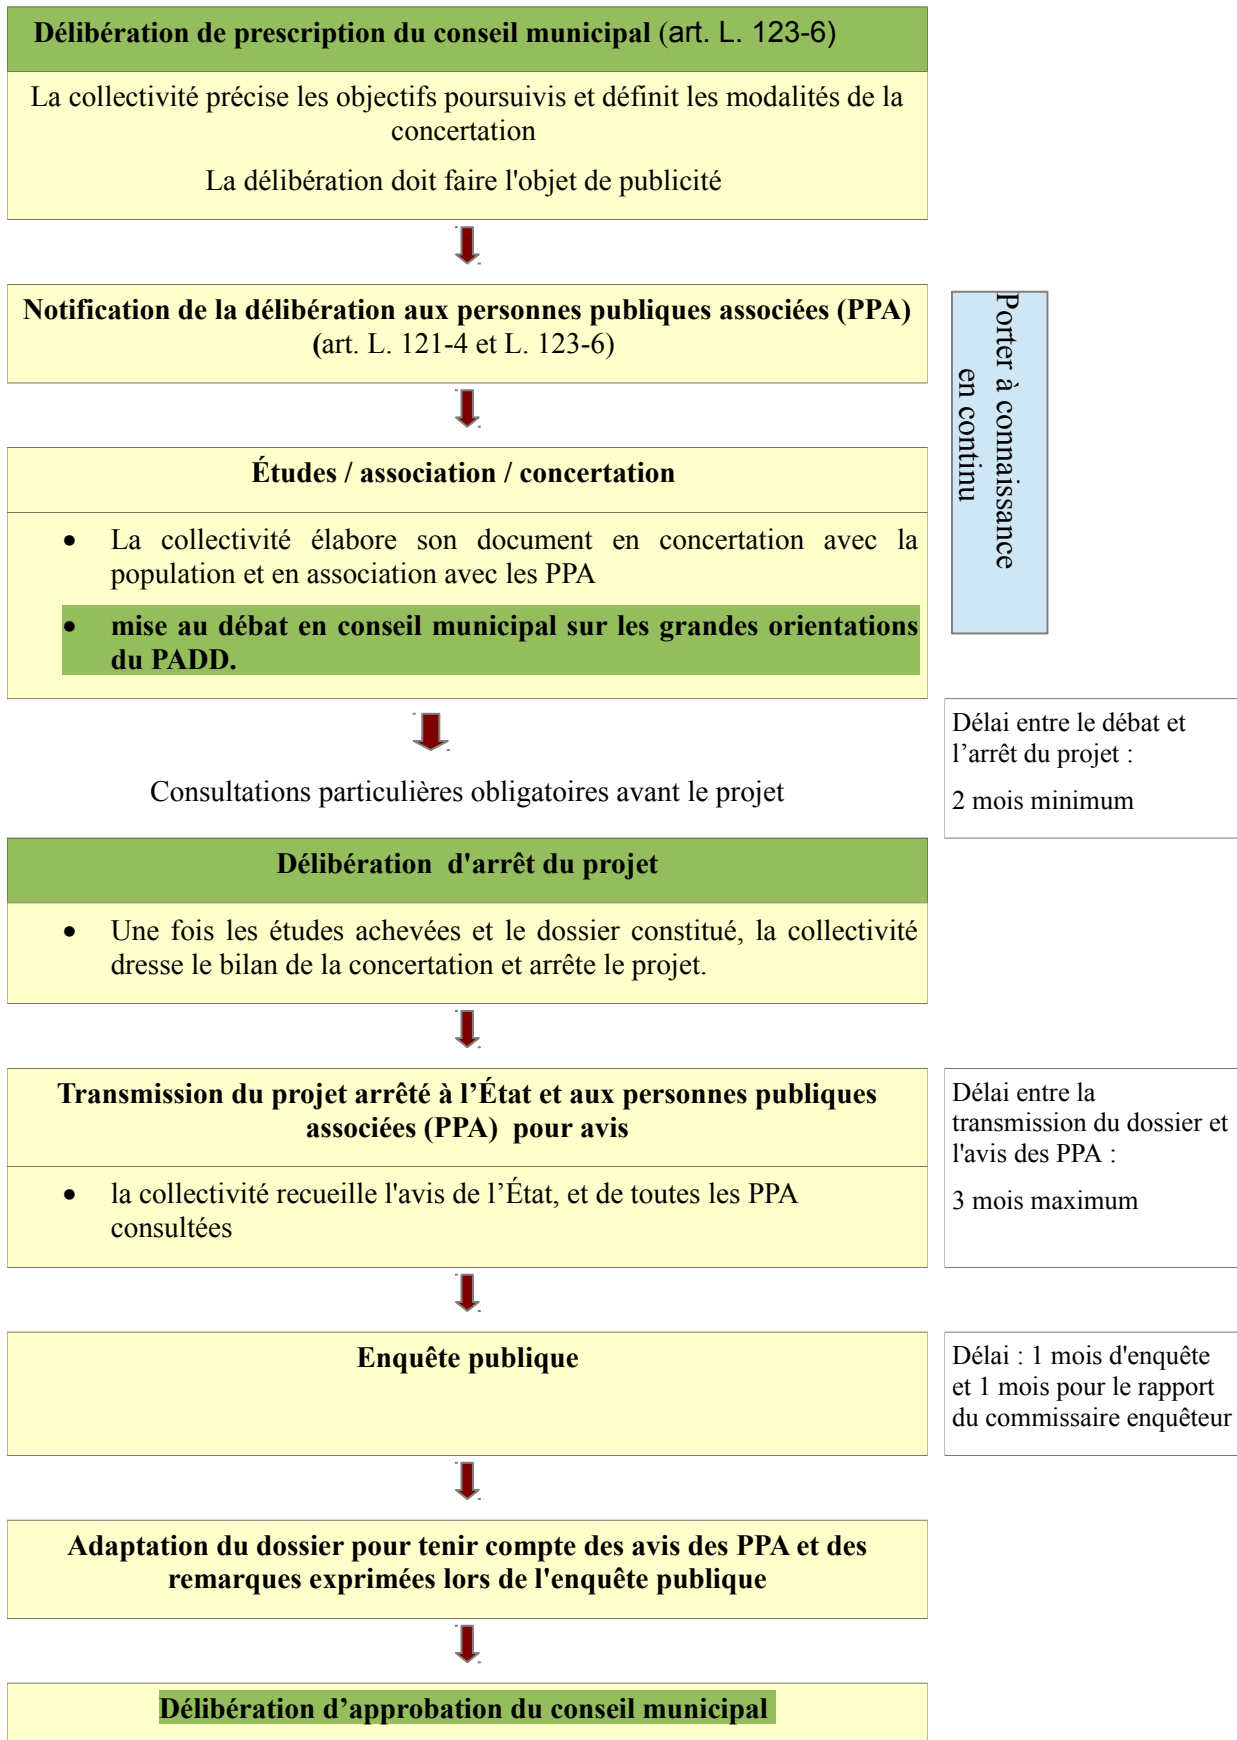 Délibération de prescription du conseil municipal (art. L. 123-6)
La collectivité précise les objectifs poursuivis et définit les modalités de la
concertation
La délibération doit faire l'objet de publicité
Notification de la délibération aux personnes publiques associées (PPA)
(art. L. 121-4 et L. 123-6)
Porter à connaissance
en continu
Études / association / concertation
• La collectivité élabore son document en concertation avec la
population et en association avec les PPA
• mise au débat en conseil municipal sur les grandes orientations
du PADD.
Délai entre le débat et
l’arrêt du projet :
2 mois minimum
Consultations particulières obligatoires avant le projet
Délibération d'arrêt du projet
• Une fois les études achevées et le dossier constitué, la collectivité
dresse le bilan de la concertation et arrête le projet.
Transmission du projet arrêté à l’État et aux personnes publiques
associées (PPA) pour avis
• la collectivité recueille l'avis de l’État, et de toutes les PPA
consultées
Délai entre la
transmission du dossier et
l'avis des PPA :
3 mois maximum
Enquête publique
Délai : 1 mois d'enquête
et 1 mois pour le rapport
du commissaire enquêteur
Adaptation du dossier pour tenir compte des avis des PPA et des
remarques exprimées lors de l'enquête publique
Délibération d’approbation du conseil municipal